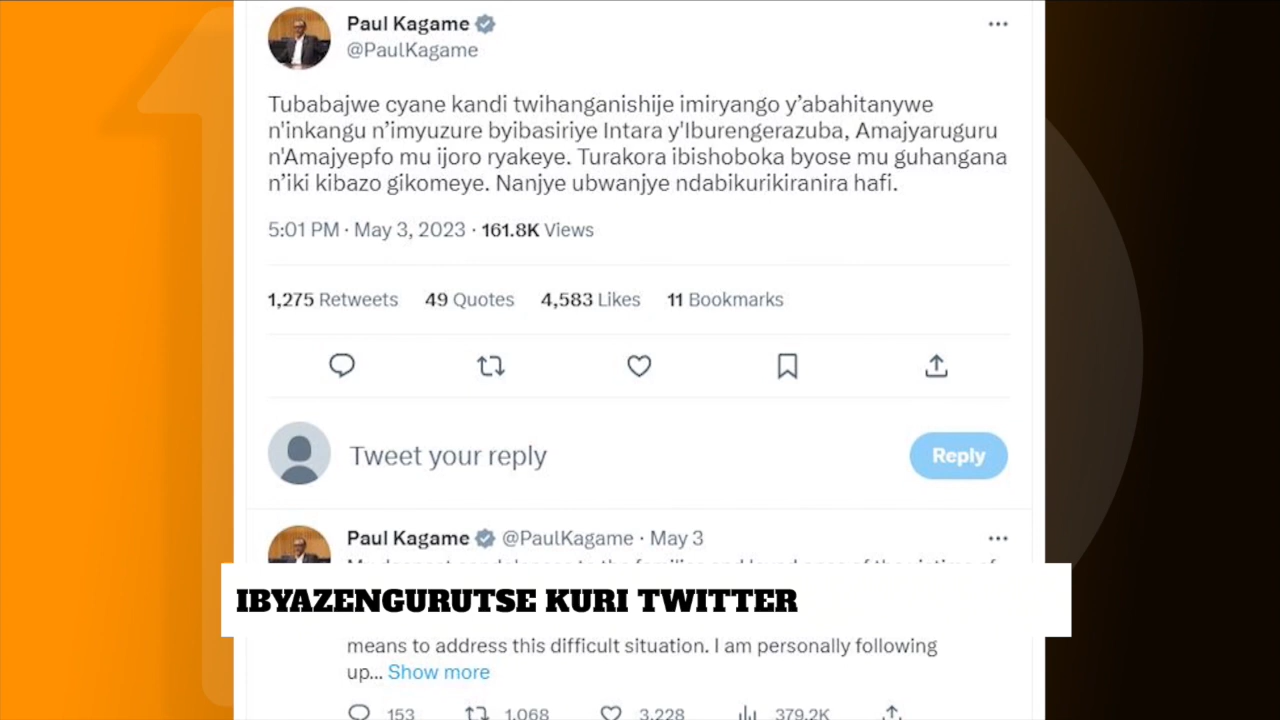 Paul Kagame
@PaulKagame
Tubabajwe cyane kandi twihanganishije imiryango y’abahitanywe
n'inkangu n’imyuzure byibasiriye Intara y'Iburengerazuba, Amajyaruguru
n'Amajyepfo mu ijoro ryakeye. Turakora ibishoboka byose mu guhangana
n’iki kibazo gikomeye. Nanjye ubwanjye ndabikurikiranira hafi.
5:01 PM · May 3, 2023 · 161.8K Views
1,275 Retweets 49 Quotes 4,583 Likes 11 Bookmarks
Tweet your reply
Reply
Paul Kagame @PaulKagame · May 3
IBYAZENGURUTSE KURI TWITTER
means to address this difficult situation. I am personally following
up... Show more
153 1,068 3,228 379.2K